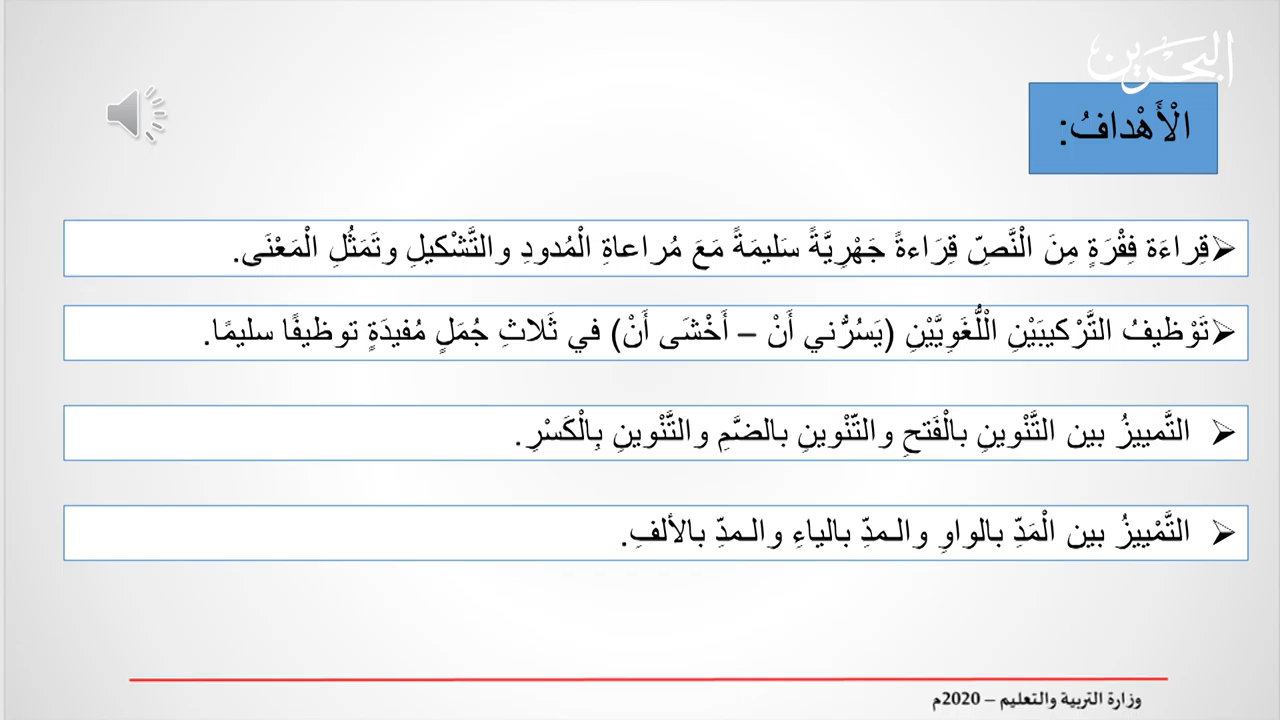 البحرين
الْأَهْدافُ:
قِراءَة فِقْرَةٍ مِنَ الْنَّصِّ قِرَاءةً جَهْرِيَّةً سَليمَةً مَعَ مُراعاةِ الْمُدودِ والتَّشْكيلِ وتَمَثُلِ الْمَعْنَى.
تَوْظيفُ التَّرْكيبَيْنِ الْلُّغَوِيَّيْنِ (يَسُرُّني أَنْ – أَخْشَى أَنْ) في ثَلاثِ جُمَلٍ مُفيدَةٍ توظيفًا سليمًا.
التَّمييزُ بين التَّنْوينِ بالْفَتحِ والتَّنْوينِ بالضَّمِ والتَّنْوينِ بِالْكَسْرِ.
التَّمْييزُ بين الْمَدِّ بالواوِ والـمدِّ بالياءِ والـمدِّ بالألفِ.
وزارة التربية والتعليم – 2020م